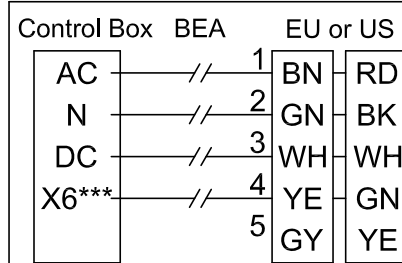 Control Box BEA EU or US
AC 1 BN RD
N 2 GN BK
DC 3 WH WH
X6*** 4 YE GN
5 GY YE